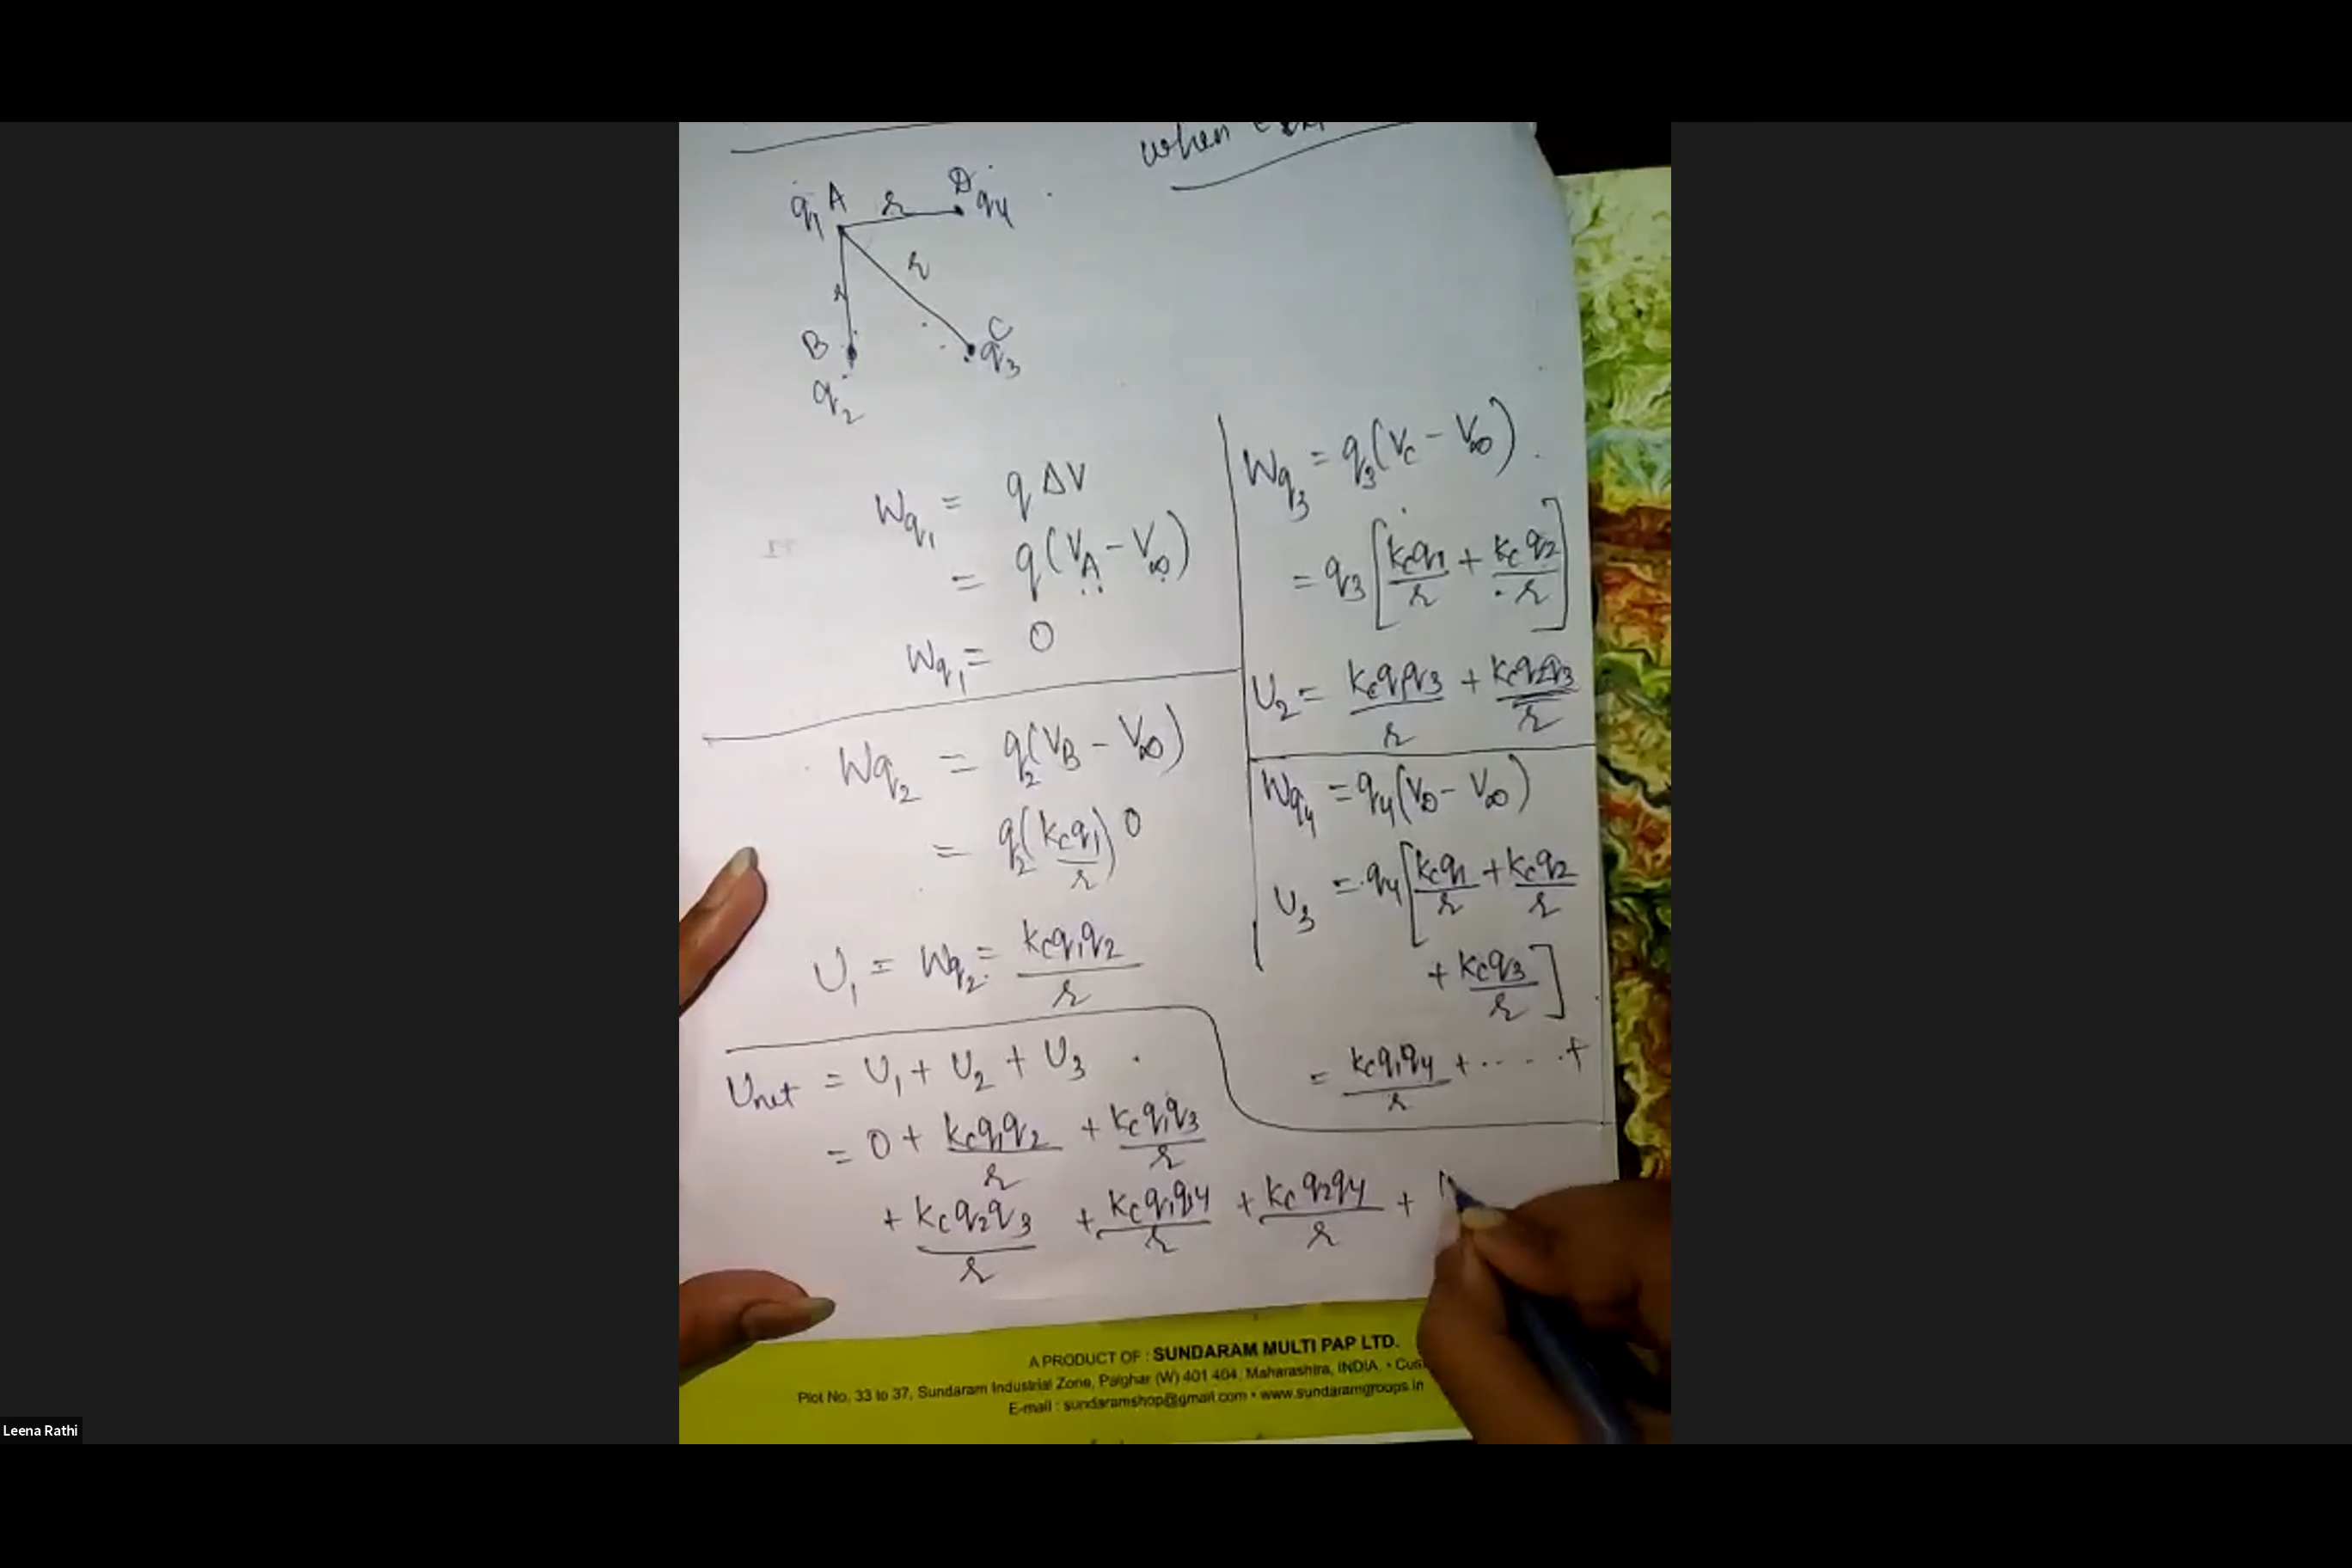 when
q₁ A r D q₄
r
r
B C
q₂ q₃
Wq₁ = q ΔV
= q(V_A - V∞)
Wq₁ = 0
Wq₂ = q₂(V_B - V∞)
= q₂(kcq₁/r) 0
U₁ = Wq₂ = kcq₁q₂/r
Wq₃ = q₃(Vc - V∞)
= q₃[kcq₁/r + kcq₂/r]
U₂ = kcq₁q₃/r + kcq₂q₃/r
Wq₄ = q₄(V_D - V∞)
U₃ = q₄[kcq₁/r + kcq₂/r
+ kcq₃/r]
= kcq₁q₄/r + ..... +
Unet = U₁ + U₂ + U₃
= 0 + kcq₁q₂/r + kcq₁q₃/r
+ kcq₂q₃/r + kcq₁q₄/r + kcq₂q₄/r +
A PRODUCT OF : SUNDARAM MULTI PAP LTD.
Plot No. 33 to 37, Sundaram Industrial Zone, Palghar (W) 401 404, Maharashtra, INDIA. •
E-mail : sundaramshop@gmail.com • www.sundaramgroups.in
Leena Rathi